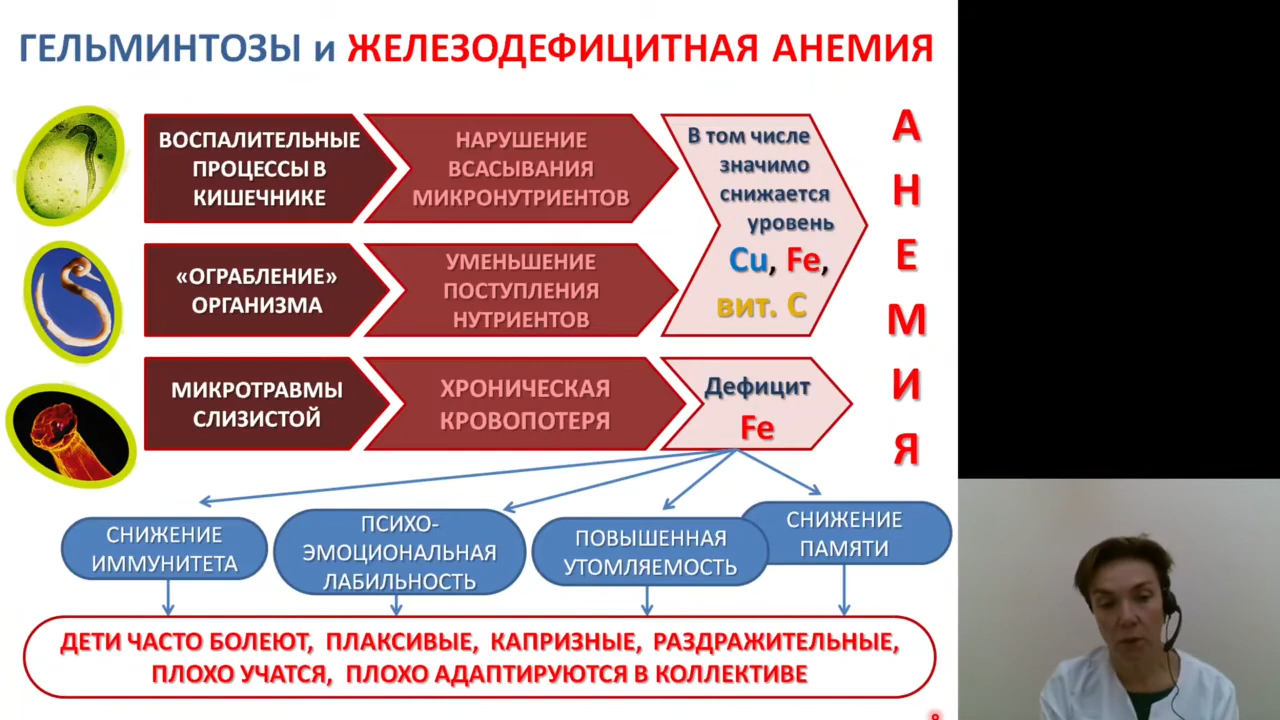 ГЕЛЬМИНТОЗЫ и ЖЕЛЕЗОДЕФИЦИТНАЯ АНЕМИЯ
ВОСПАЛИТЕЛЬНЫЕ
ПРОЦЕССЫ В
КИШЕЧНИКЕ
НАРУШЕНИЕ
ВСАСЫВАНИЯ
МИКРОНУТРИЕНТОВ
В том числе
значимо
снижается
уровень
Cu, Fe,
вит. С
«ОГРАБЛЕНИЕ»
ОРГАНИЗМА
УМЕНЬШЕНИЕ
ПОСТУПЛЕНИЯ
НУТРИЕНТОВ
МИКРОТРАВМЫ
СЛИЗИСТОЙ
ХРОНИЧЕСКАЯ
КРОВОПОТЕРЯ
Дефицит
Fe
А
Н
Е
М
И
Я
СНИЖЕНИЕ
ИММУНИТЕТА
ПСИХО-
ЭМОЦИОНАЛЬНАЯ
ЛАБИЛЬНОСТЬ
ПОВЫШЕННАЯ
УТОМЛЯЕМОСТЬ
СНИЖЕНИЕ
ПАМЯТИ
ДЕТИ ЧАСТО БОЛЕЮТ, ПЛАКСИВЫЕ, КАПРИЗНЫЕ, РАЗДРАЖИТЕЛЬНЫЕ,
ПЛОХО УЧАТСЯ, ПЛОХО АДАПТИРУЮТСЯ В КОЛЛЕКТИВЕ